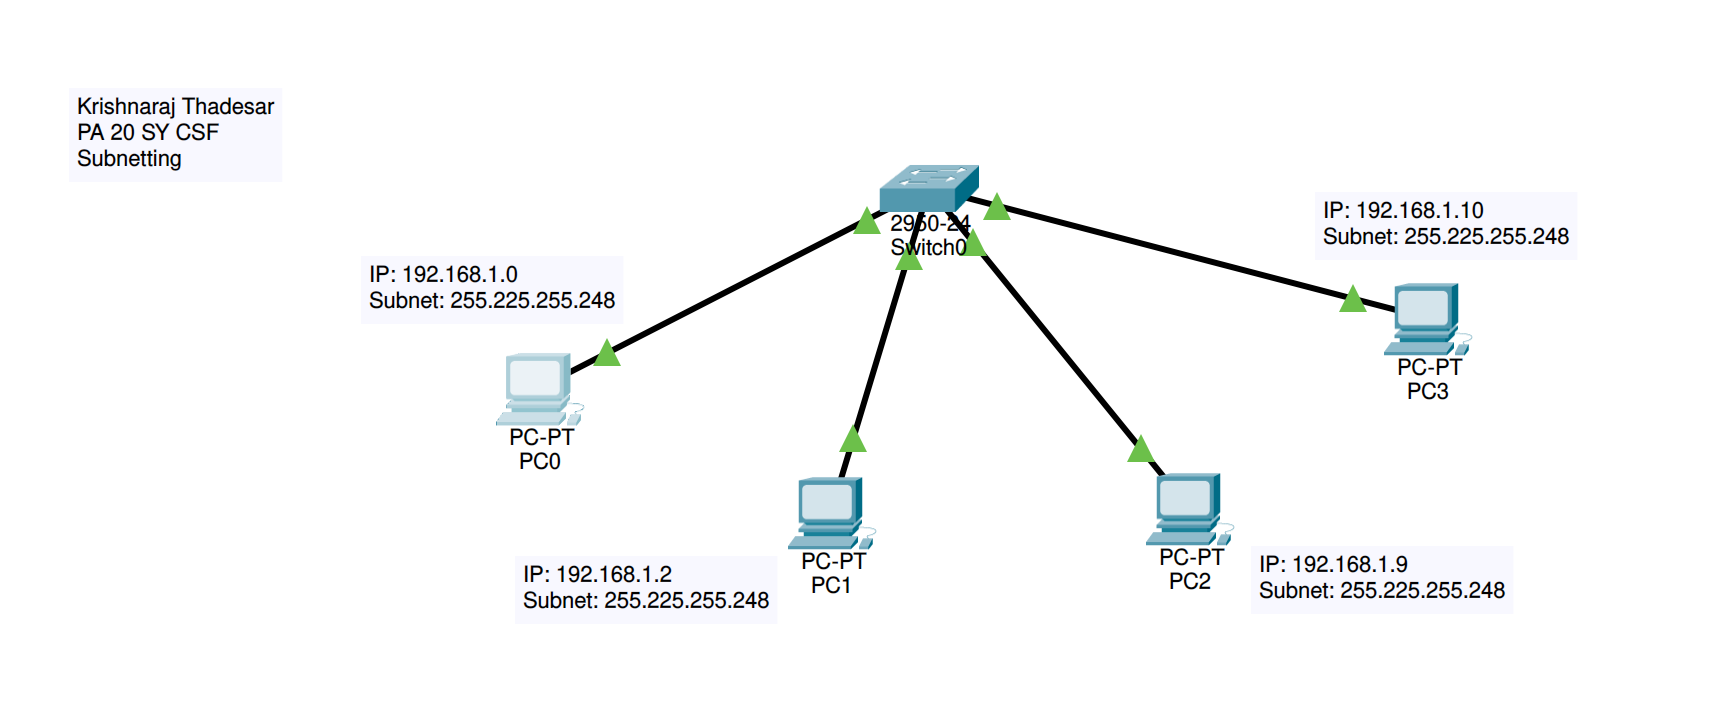 Krishnaraj Thadesar
PA 20 SY CSF
Subnetting
2950-24
Switch0
IP: 192.168.1.10
Subnet: 255.225.255.248
IP: 192.168.1.0
Subnet: 255.225.255.248
PC-PT
PC3
PC-PT
PC0
PC-PT
PC1
PC-PT
PC2
IP: 192.168.1.2
Subnet: 255.225.255.248
IP: 192.168.1.9
Subnet: 255.225.255.248